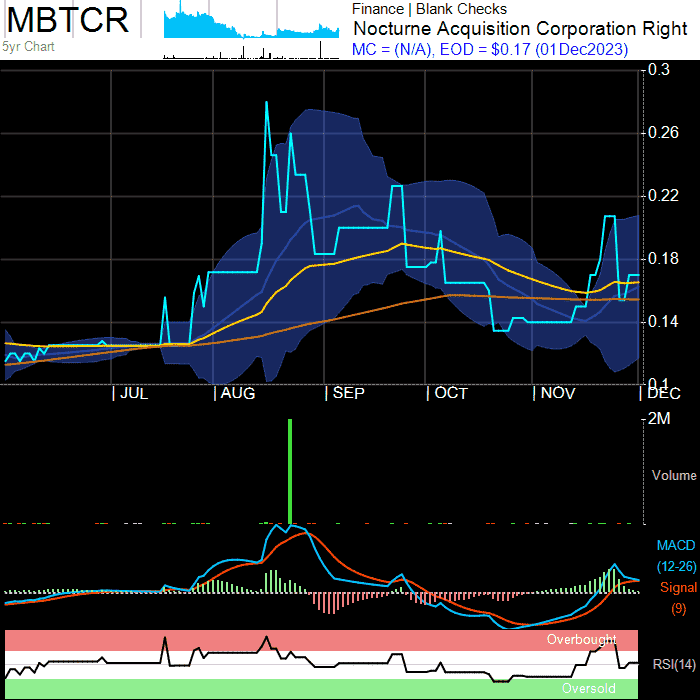 MBTCR
5yr Chart
Finance | Blank Checks
Nocturne Acquisition Corporation Right
MC = (N/A), EOD = $0.17 (01Dec2023)
0.3
0.26
0.22
0.18
0.14
0.1
JUL AUG SEP OCT NOV DEC
2M
Volume
MACD
(12-26)
Signal
(9)
Overbought
RSI(14)
Oversold